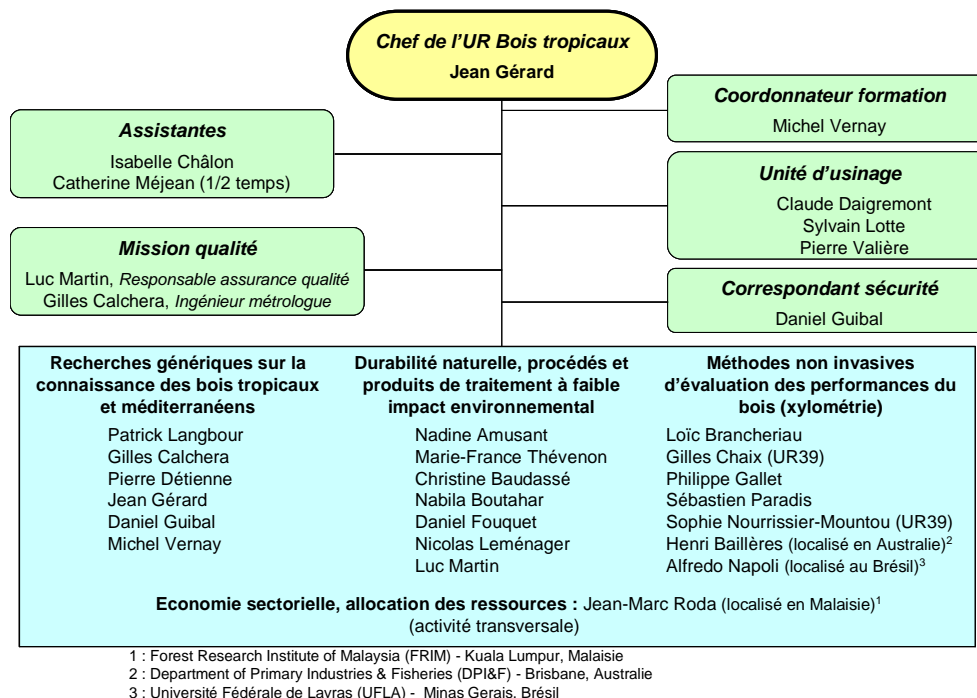 Chef de l'UR Bois tropicaux
Jean Gérard
Assistantes
Isabelle Châlon
Catherine Méjean (1/2 temps)
Mission qualité
Luc Martin, Responsable assurance qualité
Gilles Calchera, Ingénieur métrologue
Coordonnateur formation
Michel Vernay
Unité d'usinage
Claude Daigremont
Sylvain Lotte
Pierre Valière
Correspondant sécurité
Daniel Guibal
Recherches génériques sur la
connaissance des bois tropicaux
et méditerranéens
Patrick Langbour
Gilles Calchera
Pierre Détienne
Jean Gérard
Daniel Guibal
Michel Vernay
Durabilité naturelle, procédés et
produits de traitement à faible
impact environnemental
Nadine Amusant
Marie-France Thévenon
Christine Baudassé
Nabila Boutahar
Daniel Fouquet
Nicolas Leménager
Luc Martin
Méthodes non invasives
d'évaluation des performances du
bois (xylométrie)
Loïc Brancheriau
Gilles Chaix (UR39)
Philippe Gallet
Sébastien Paradis
Sophie Nourrissier-Mountou (UR39)
Henri Baillères (localisé en Australie)2
Alfredo Napoli (localisé au Brésil)3
Economie sectorielle, allocation des ressources : Jean-Marc Roda (localisé en Malaisie)1
(activité transversale)
1 : Forest Research Institute of Malaysia (FRIM) - Kuala Lumpur, Malaisie
2 : Department of Primary Industries & Fisheries (DPI&F) - Brisbane, Australie
3 : Université Fédérale de Lavras (UFLA) - Minas Gerais, Brésil